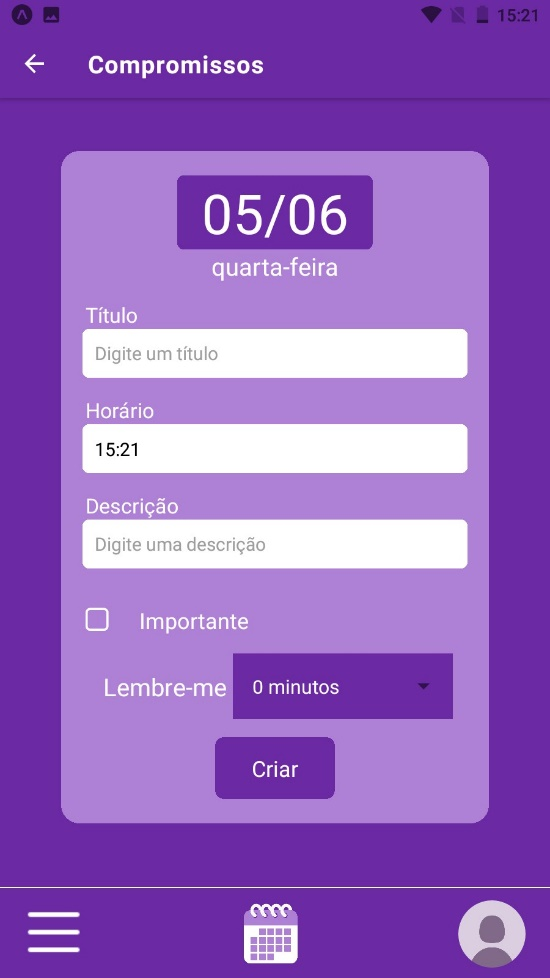 15:21
Compromissos
05/06
quarta-feira
Título
Digite um título
Horário
15:21
Descrição
Digite uma descrição
Importante
Lembre-me 0 minutos
Criar